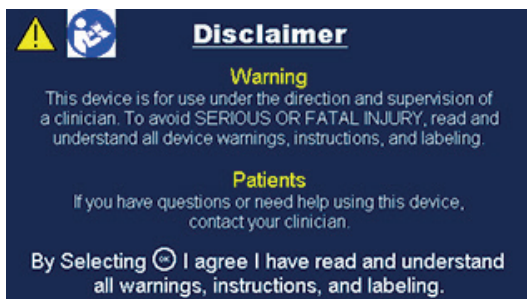 Disclaimer
Warning
This device is for use under the direction and supervision of
a clinician. To avoid SERIOUS OR FATAL INJURY, read and
understand all device warnings, instructions, and labeling.
Patients
If you have questions or need help using this device,
contact your clinician.
By Selecting OK I agree I have read and understand
all warnings, instructions, and labeling.